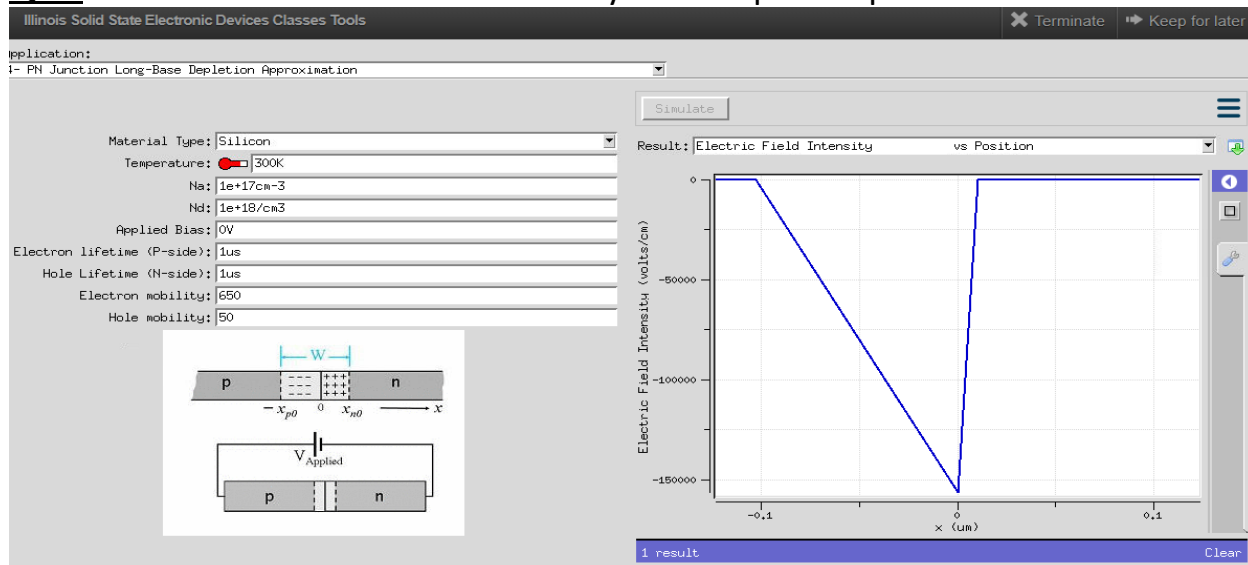 Illinois Solid State Electronic Devices Classes Tools
Terminate
Keep for later
pplication:
4- PN Junction Long-Base Depletion Approximation
Simulate
Material Type: Silicon
Temperature: 300K
Na: 1e+17cm-3
Nd: 1e+18/cm3
Applied Bias: 0V
Electron lifetime (P-side): 1us
Hole Lifetime (N-side): 1us
Electron mobility: 650
Hole mobility: 50
W
p
- - - + + +
- - - + + +
- - - + + +
n
− x_p0 0 x_n0 x
V_Applied
p n
Result: Electric Field Intensity vs Position
Electric Field Intensity (volts/cm)
0
-50000
-100000
-150000
-0.1 0 0.1
x (um)
1 result Clear